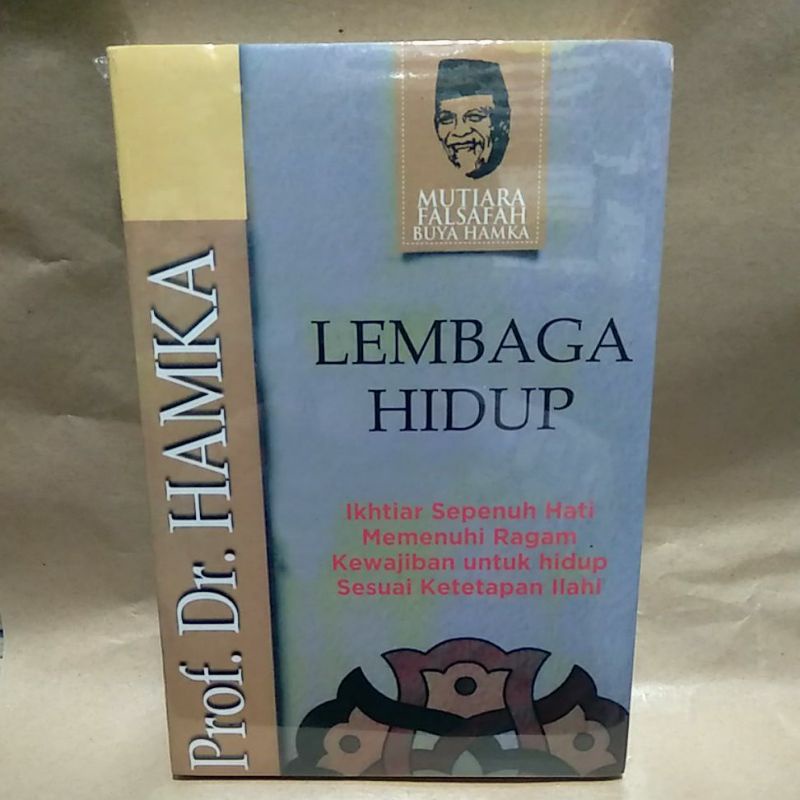 MUTIARA
FALSAFAH
BUYA HAMKA
LEMBAGA
HIDUP
Ikhtiar Sepenuh Hati
Memenuhi Ragam
Kewajiban untuk hidup
Sesuai Ketetapan Ilahi
Prof. Dr. HAMKA